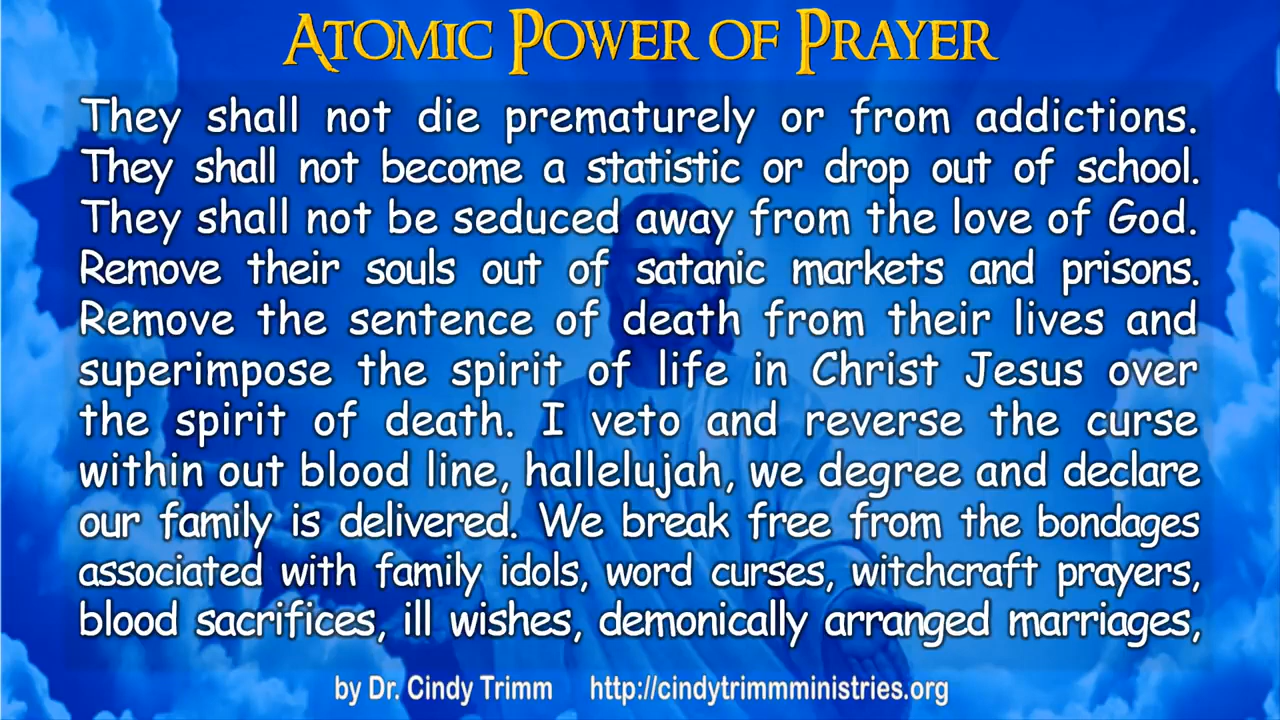 Atomic Power of Prayer
They shall not die prematurely or from addictions.
They shall not become a statistic or drop out of school.
They shall not be seduced away from the love of God.
Remove their souls out of satanic markets and prisons.
Remove the sentence of death from their lives and
superimpose the spirit of life in Christ Jesus over
the spirit of death. I veto and reverse the curse
within out blood line, hallelujah, we degree and declare
our family is delivered. We break free from the bondages
associated with family idols, word curses, witchcraft prayers,
blood sacrifices, ill wishes, demonically arranged marriages,
by Dr. Cindy Trimm http://cindytrimmministries.org